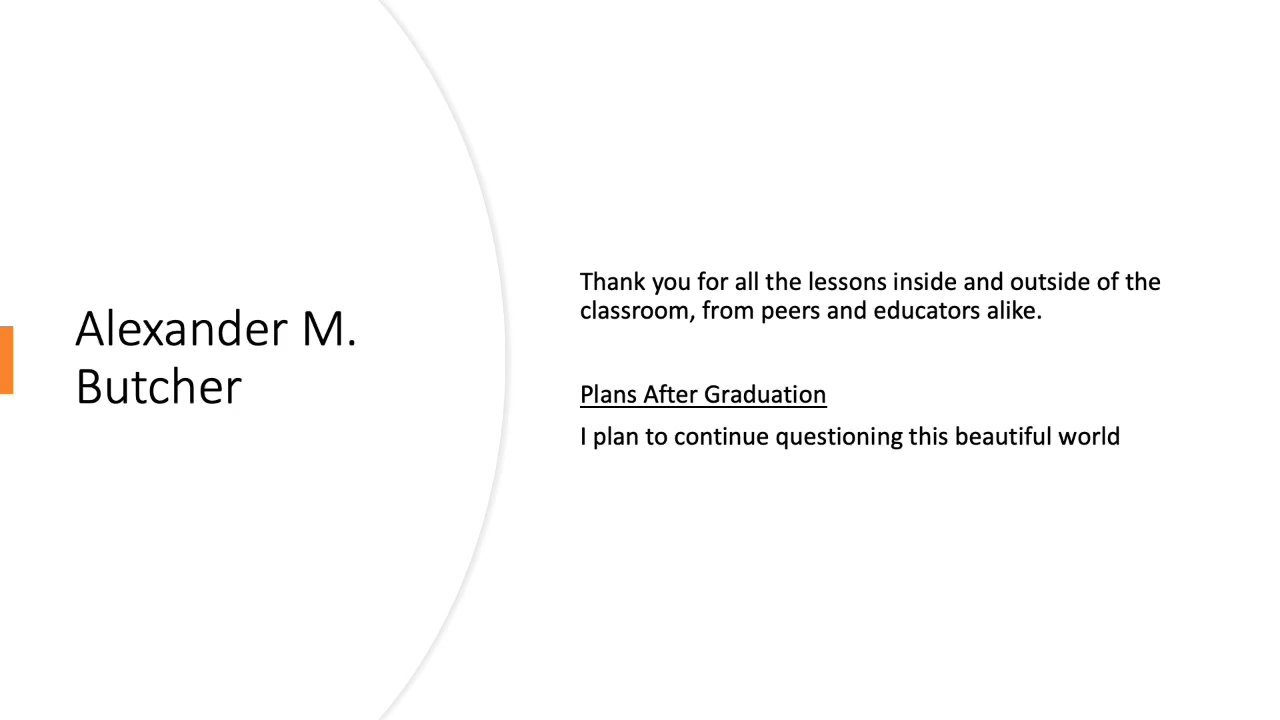 Alexander M.
Butcher
Thank you for all the lessons inside and outside of the
classroom, from peers and educators alike.
Plans After Graduation
I plan to continue questioning this beautiful world